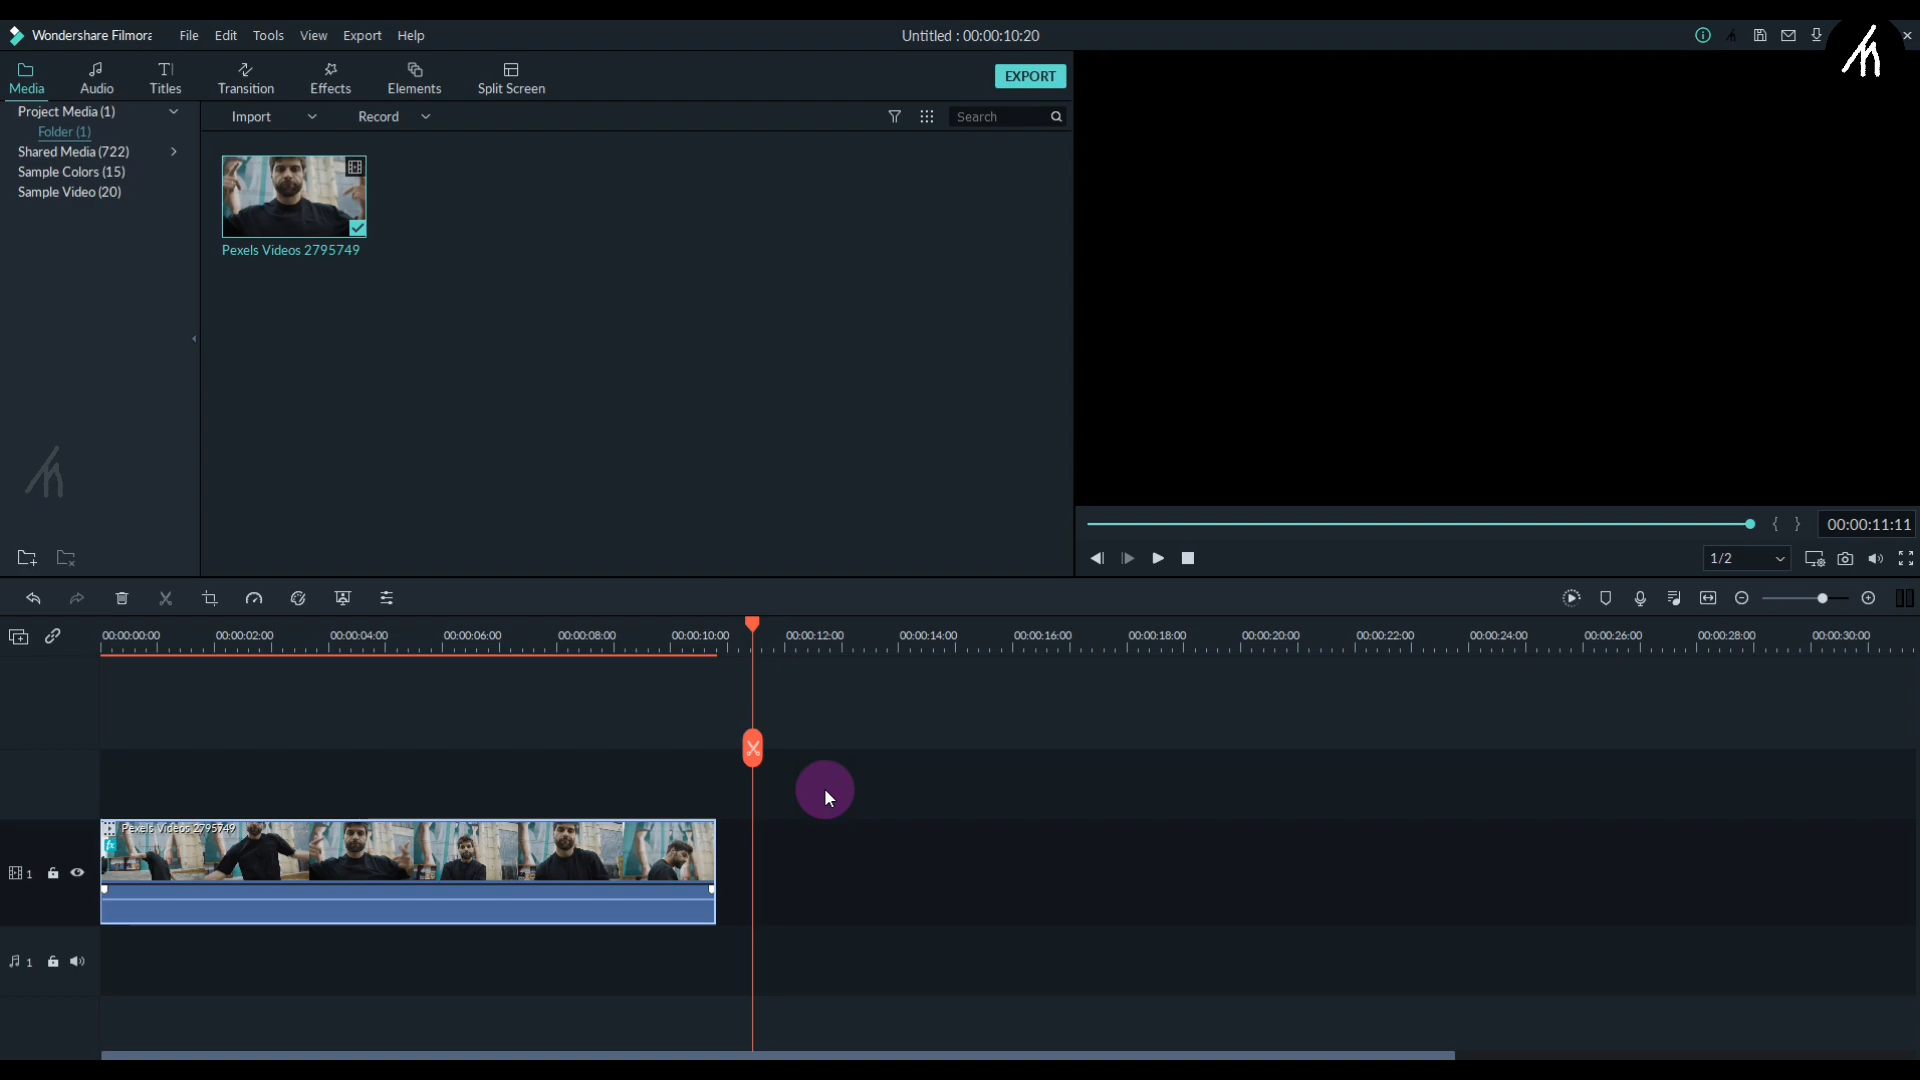 Wondershare Filmora File Edit Tools View Export Help Untitled : 00:00:10:20
Media Audio Titles Transition Effects Elements Split Screen EXPORT
Project Media (1)
Folder (1)
Shared Media (722)
Sample Colors (15)
Sample Video (20)
Import Record Search
Pexels Videos 2795749
00:00:11:11
1/2
00:00:00:00 00:00:02:00 00:00:04:00 00:00:06:00 00:00:08:00 00:00:10:00 00:00:12:00 00:00:14:00 00:00:16:00 00:00:18:00 00:00:20:00 00:00:22:00 00:00:24:00 00:00:26:00 00:00:28:00 00:00:30:00
Pexels Videos 2795749
fx
1
1